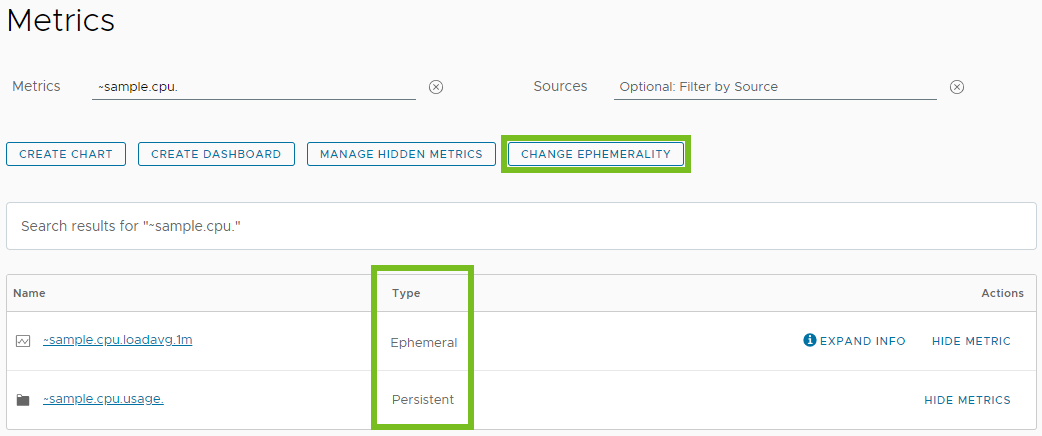 Metrics
Metrics ~sample.cpu. Sources Optional: Filter by Source
CREATE CHART CREATE DASHBOARD MANAGE HIDDEN METRICS CHANGE EPHEMERALITY
Search results for "~sample.cpu."
Name Type Actions
~sample.cpu.loadavg.1m Ephemeral EXPAND INFO HIDE METRIC
~sample.cpu.usage. Persistent HIDE METRICS